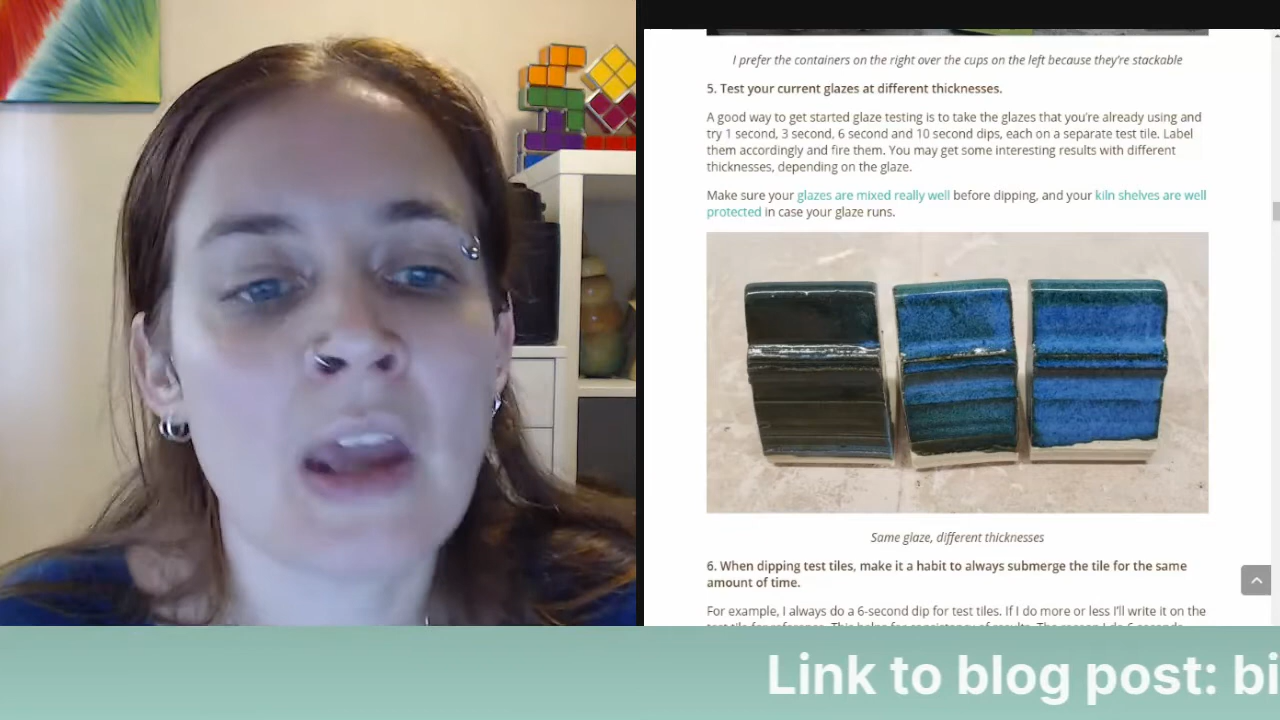 I prefer the containers on the right over the cups on the left because they're stackable
5. Test your current glazes at different thicknesses.
A good way to get started glaze testing is to take the glazes that you're already using and
try 1 second, 3 second, 6 second and 10 second dips, each on a separate test tile. Label
them accordingly and fire them. You may get some interesting results with different
thicknesses, depending on the glaze.
Make sure your glazes are mixed really well before dipping, and your kiln shelves are well
protected in case your glaze runs.
Same glaze, different thicknesses
6. When dipping test tiles, make it a habit to always submerge the tile for the same
amount of time.
For example, I always do a 6-second dip for test tiles. If I do more or less I'll write it on the
Link to blog post: bi